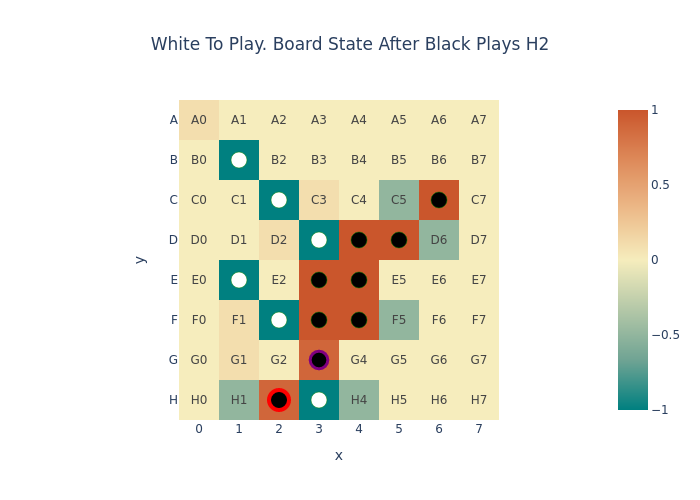 White To Play. Board State After Black Plays H2
A A0 A1 A2 A3 A4 A5 A6 A7 1
B B0 B2 B3 B4 B5 B6 B7
C C0 C1 C3 C4 C5 C7 0.5
D D0 D1 D2 D6 D7
y 0
E E0 E2 E5 E6 E7
F F0 F1 F5 F6 F7 −0.5
G G0 G1 G2 G4 G5 G6 G7
H H0 H1 H4 H5 H6 H7 −1
0 1 2 3 4 5 6 7
x